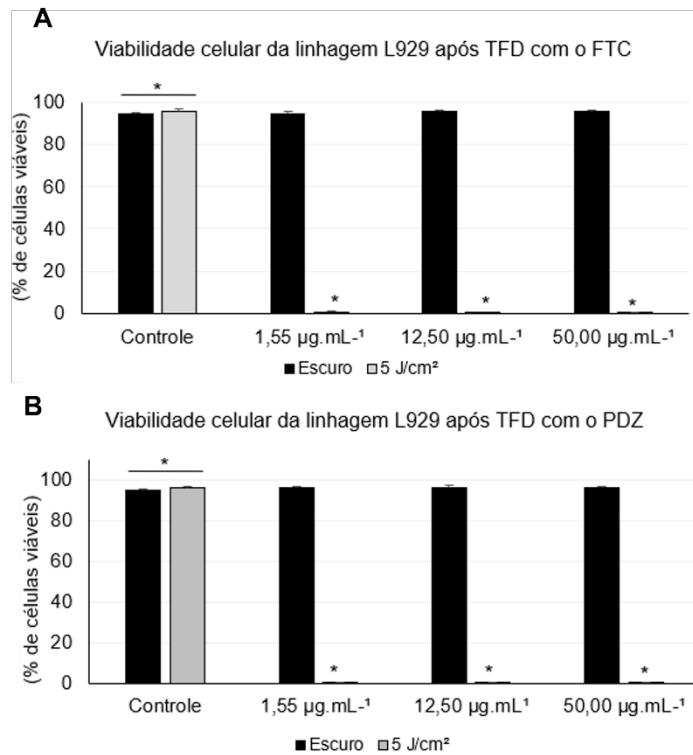 A
Viabilidade celular da linhagem L929 após TFD com o FTC
(% de células viáveis)
100
80
60
40
20
0
*
*
*
*
Controle
1,55 µg.mL-¹
12,50 µg.mL-¹
50,00 µg.mL-¹
Escuro
5 J/cm²
B
Viabilidade celular da linhagem L929 após TFD com o PDZ
(% de células viáveis)
100
80
60
40
20
0
*
*
*
*
Controle
1,55 µg.mL-¹
12,50 µg.mL¹
50,00 µg.mL-¹
Escuro
5 J/cm²